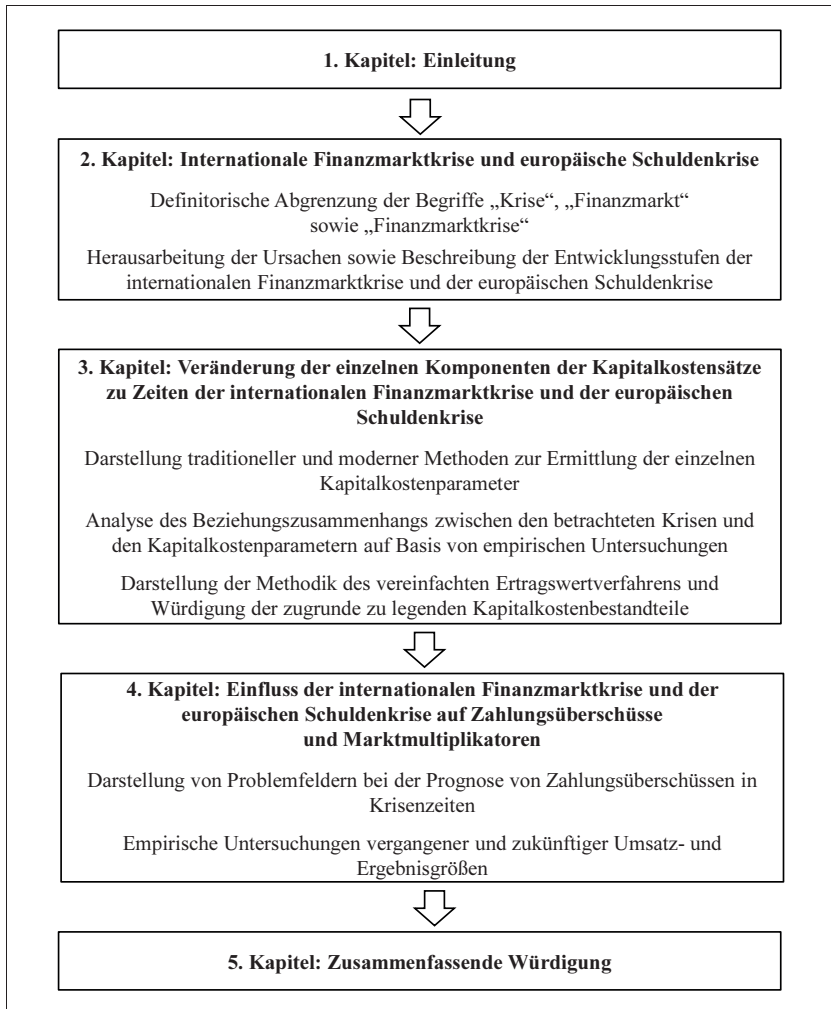 1. Kapitel: Einleitung
2. Kapitel: Internationale Finanzmarktkrise und europäische Schuldenkrise
Definitorische Abgrenzung der Begriffe „Krise“, „Finanzmarkt“
sowie „Finanzmarktkrise“
Herausarbeitung der Ursachen sowie Beschreibung der Entwicklungsstufen der
internationalen Finanzmarktkrise und der europäischen Schuldenkrise
3. Kapitel: Veränderung der einzelnen Komponenten der Kapitalkostensätze
zu Zeiten der internationalen Finanzmarktkrise und der europäischen
Schuldenkrise
Darstellung traditioneller und moderner Methoden zur Ermittlung der einzelnen
Kapitalkostenparameter
Analyse des Beziehungszusammenhangs zwischen den betrachteten Krisen und
den Kapitalkostenparametern auf Basis von empirischen Untersuchungen
Darstellung der Methodik des vereinfachten Ertragswertverfahrens und
Würdigung der zugrunde zu legenden Kapitalkostenbestandteile
4. Kapitel: Einfluss der internationalen Finanzmarktkrise und der
europäischen Schuldenkrise auf Zahlungsüberschüsse
und Marktmultiplikatoren
Darstellung von Problemfeldern bei der Prognose von Zahlungsüberschüssen in
Krisenzeiten
Empirische Untersuchungen vergangener und zukünftiger Umsatz- und
Ergebnisgrößen
5. Kapitel: Zusammenfassende Würdigung